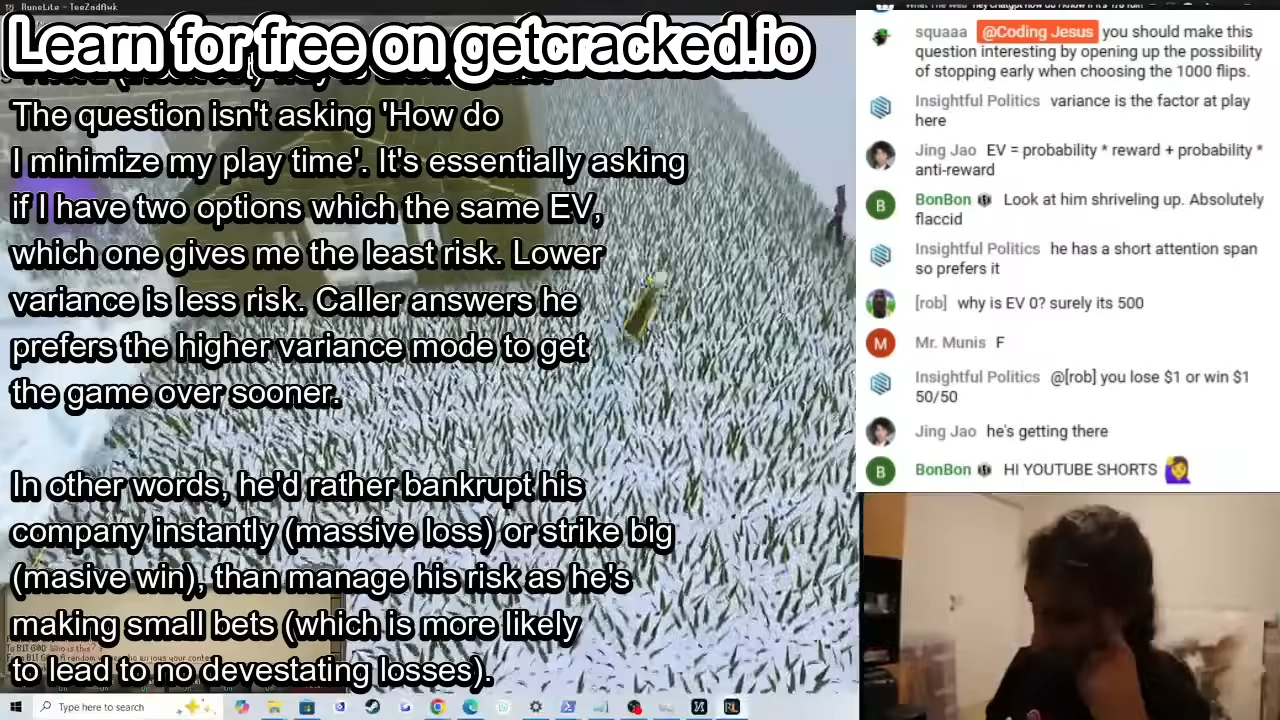 RuneLite - TeeZadAwk
Learn for free on getcracked.io
The question isn't asking 'How do
I minimize my play time'. It's essentially asking
if I have two options which the same EV,
which one gives me the least risk. Lower
variance is less risk. Caller answers he
prefers the higher variance mode to get
the game over sooner.
In other words, he'd rather bankrupt his
company instantly (massive loss) or strike big
(masive win), than manage his risk as he's
making small bets (which is more likely
to lead to no devestating losses).
squaaa @Coding Jesus you should make this
question interesting by opening up the possibility
of stopping early when choosing the 1000 flips.
Insightful Politics variance is the factor at play
here
Jing Jao EV = probability * reward + probability *
anti-reward
B BonBon Look at him shriveling up. Absolutely
flaccid
Insightful Politics he has a short attention span
so prefers it
[rob] why is EV 0? surely its 500
M Mr. Munis F
Insightful Politics @[rob] you lose $1 or win $1
50/50
Jing Jao he's getting there
B BonBon HI YOUTUBE SHORTS
Type here to search